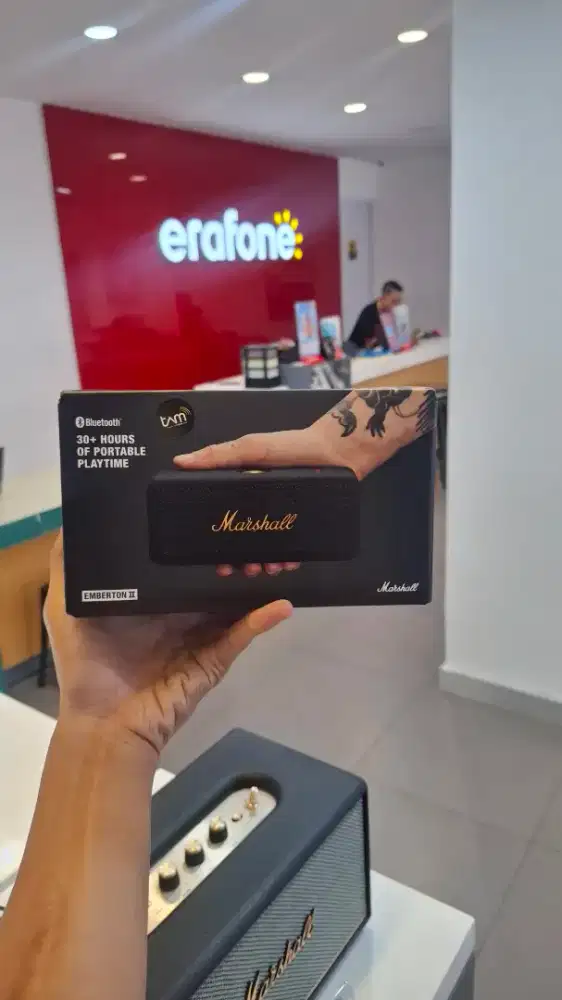 erafone
Bluetooth
tam
30+ HOURS
OF PORTABLE
PLAYTIME
Marshall
EMBERTON II
Marshall
Marshall